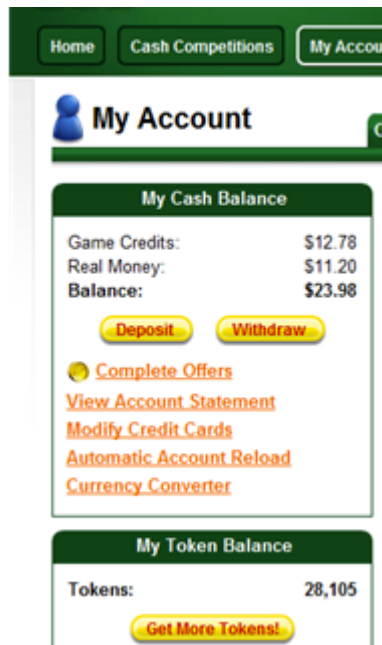 Home Cash Competitions My Accou
My Account
My Cash Balance
Game Credits: $12.78
Real Money: $11.20
Balance: $23.98
Deposit Withdraw
Complete Offers
View Account Statement
Modify Credit Cards
Automatic Account Reload
Currency Converter
My Token Balance
Tokens: 28,105
Get More Tokens!